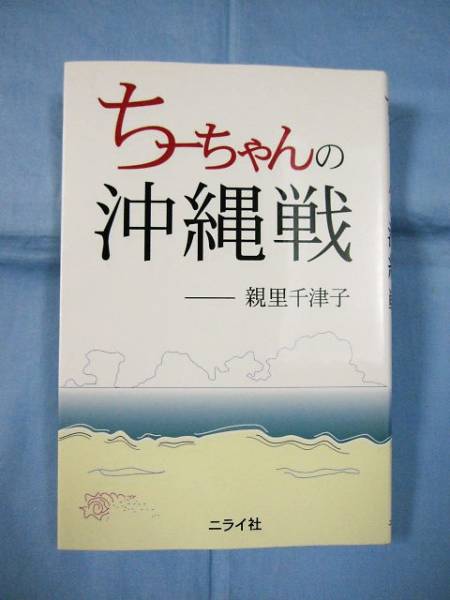 ちーちゃんの
沖縄戦
── 親里千津子
ニライ社